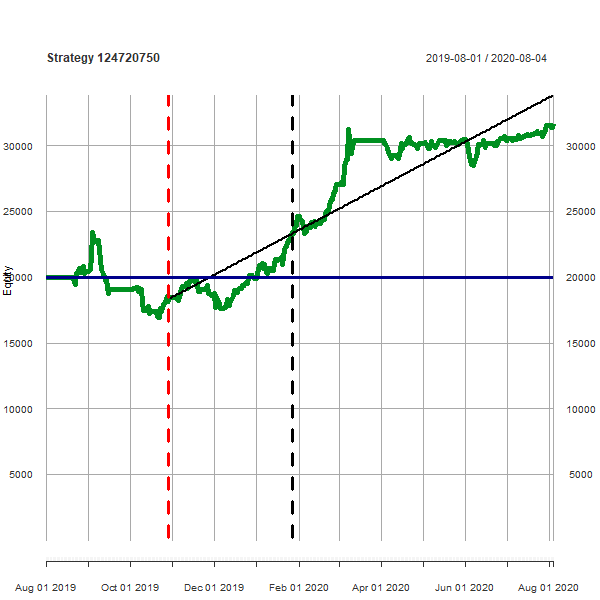 Strategy 124720750
2019-08-01 / 2020-08-04
30000
30000
25000
25000
Equity
20000
20000
15000
15000
10000
10000
5000
5000
Aug 01 2019
Oct 01 2019
Dec 01 2019
Feb 01 2020
Apr 01 2020
Jun 01 2020
Aug 01 2020